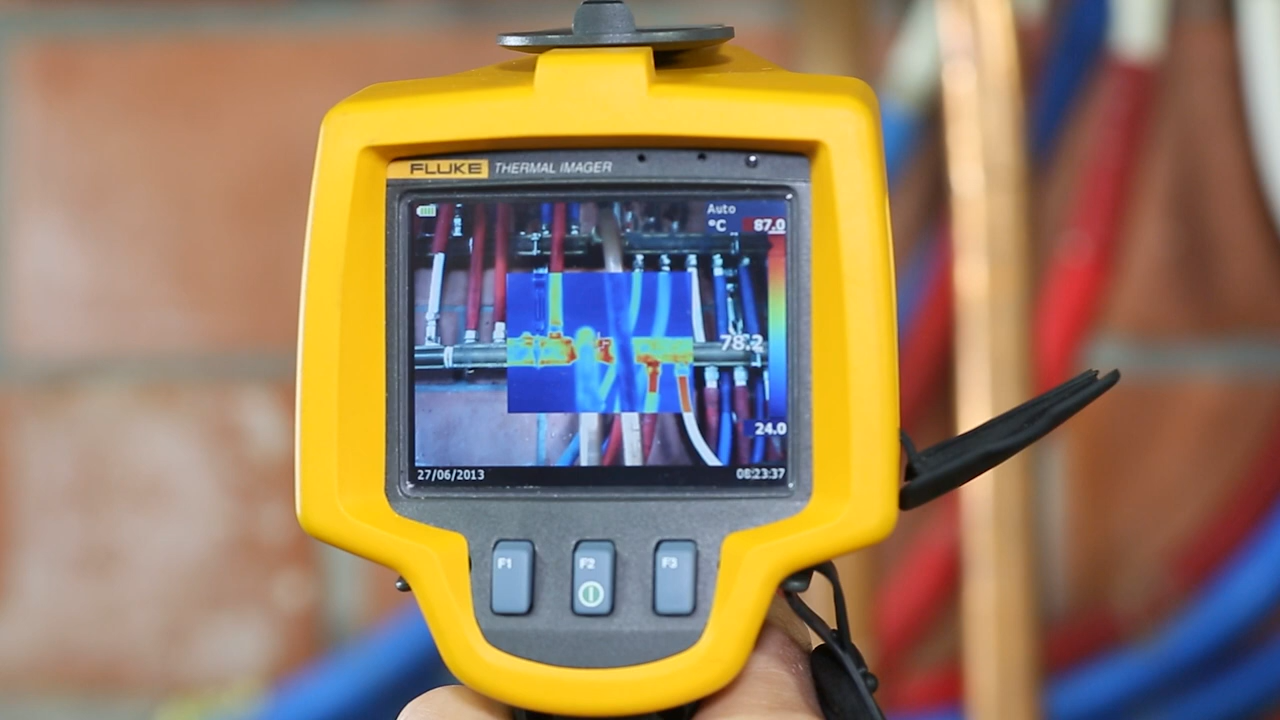 FLUKE THERMAL IMAGER
Auto
°C 87.0
78.2
24.0
27/06/2013 08:23:37
F1 F2 F3